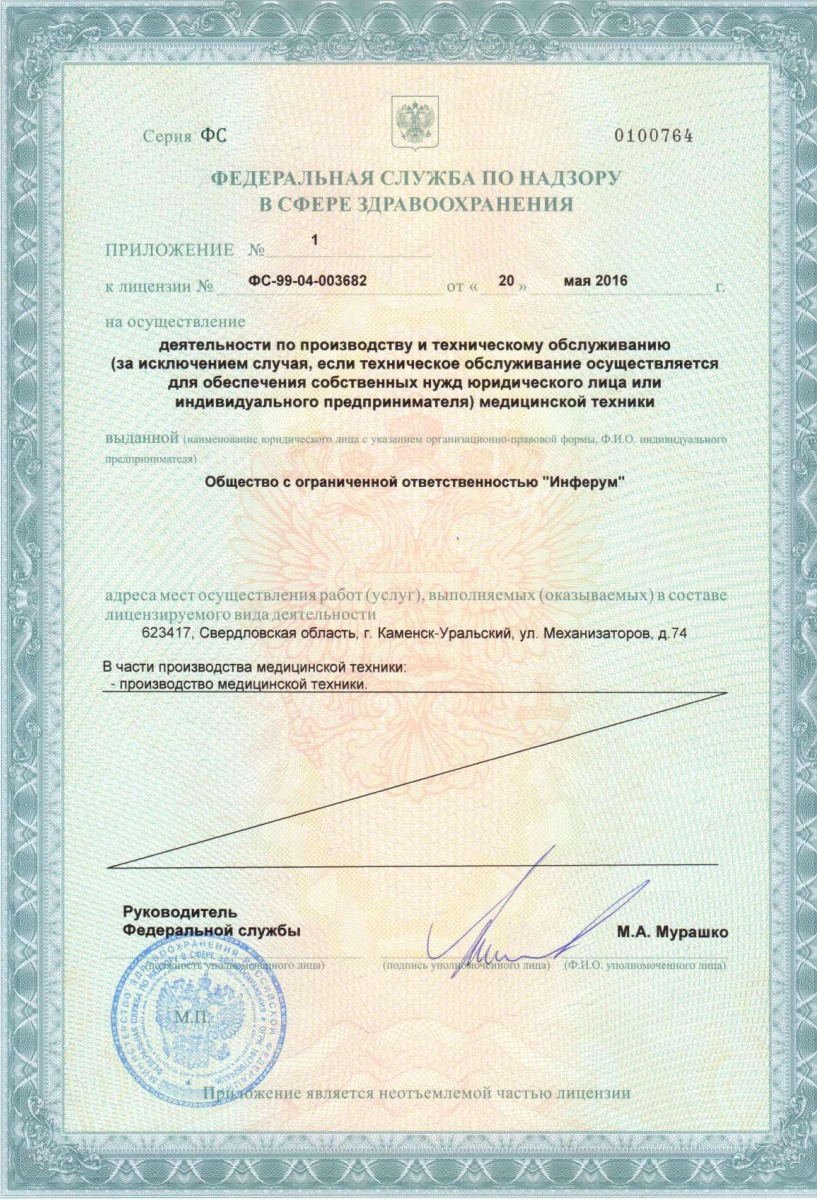 Серия ФС
0100764
ФЕДЕРАЛЬНАЯ СЛУЖБА ПО НАДЗОРУ
В СФЕРЕ ЗДРАВООХРАНЕНИЯ
ПРИЛОЖЕНИЕ № 1
к лицензии № ФС-99-04-003682 от « 20 » мая 2016 г.
на осуществление
деятельности по производству и техническому обслуживанию
(за исключением случая, если техническое обслуживание осуществляется
для обеспечения собственных нужд юридического лица или
индивидуального предпринимателя) медицинской техники
выданной (наименование юридического лица с указанием организационно-правовой формы, Ф.И.О. индивидуального
предпринимателя)
Общество с ограниченной ответственностью "Инферум"
адреса мест осуществления работ (услуг), выполняемых (оказываемых) в составе
лицензируемого вида деятельности
623417, Свердловская область, г. Каменск-Уральский, ул. Механизаторов, д.74
В части производства медицинской техники:
- производство медицинской техники.
Руководитель
Федеральной службы
М.А. Мурашко
(должность уполномоченного лица)
(подпись уполномоченного лица)
(Ф.И.О. уполномоченного лица)
МИНИСТЕРСТВО ЗДРАВООХРАНЕНИЯ РОССИЙСКОЙ ФЕДЕРАЦИИ
М.П.
Приложение является неотъемлемой частью лицензии